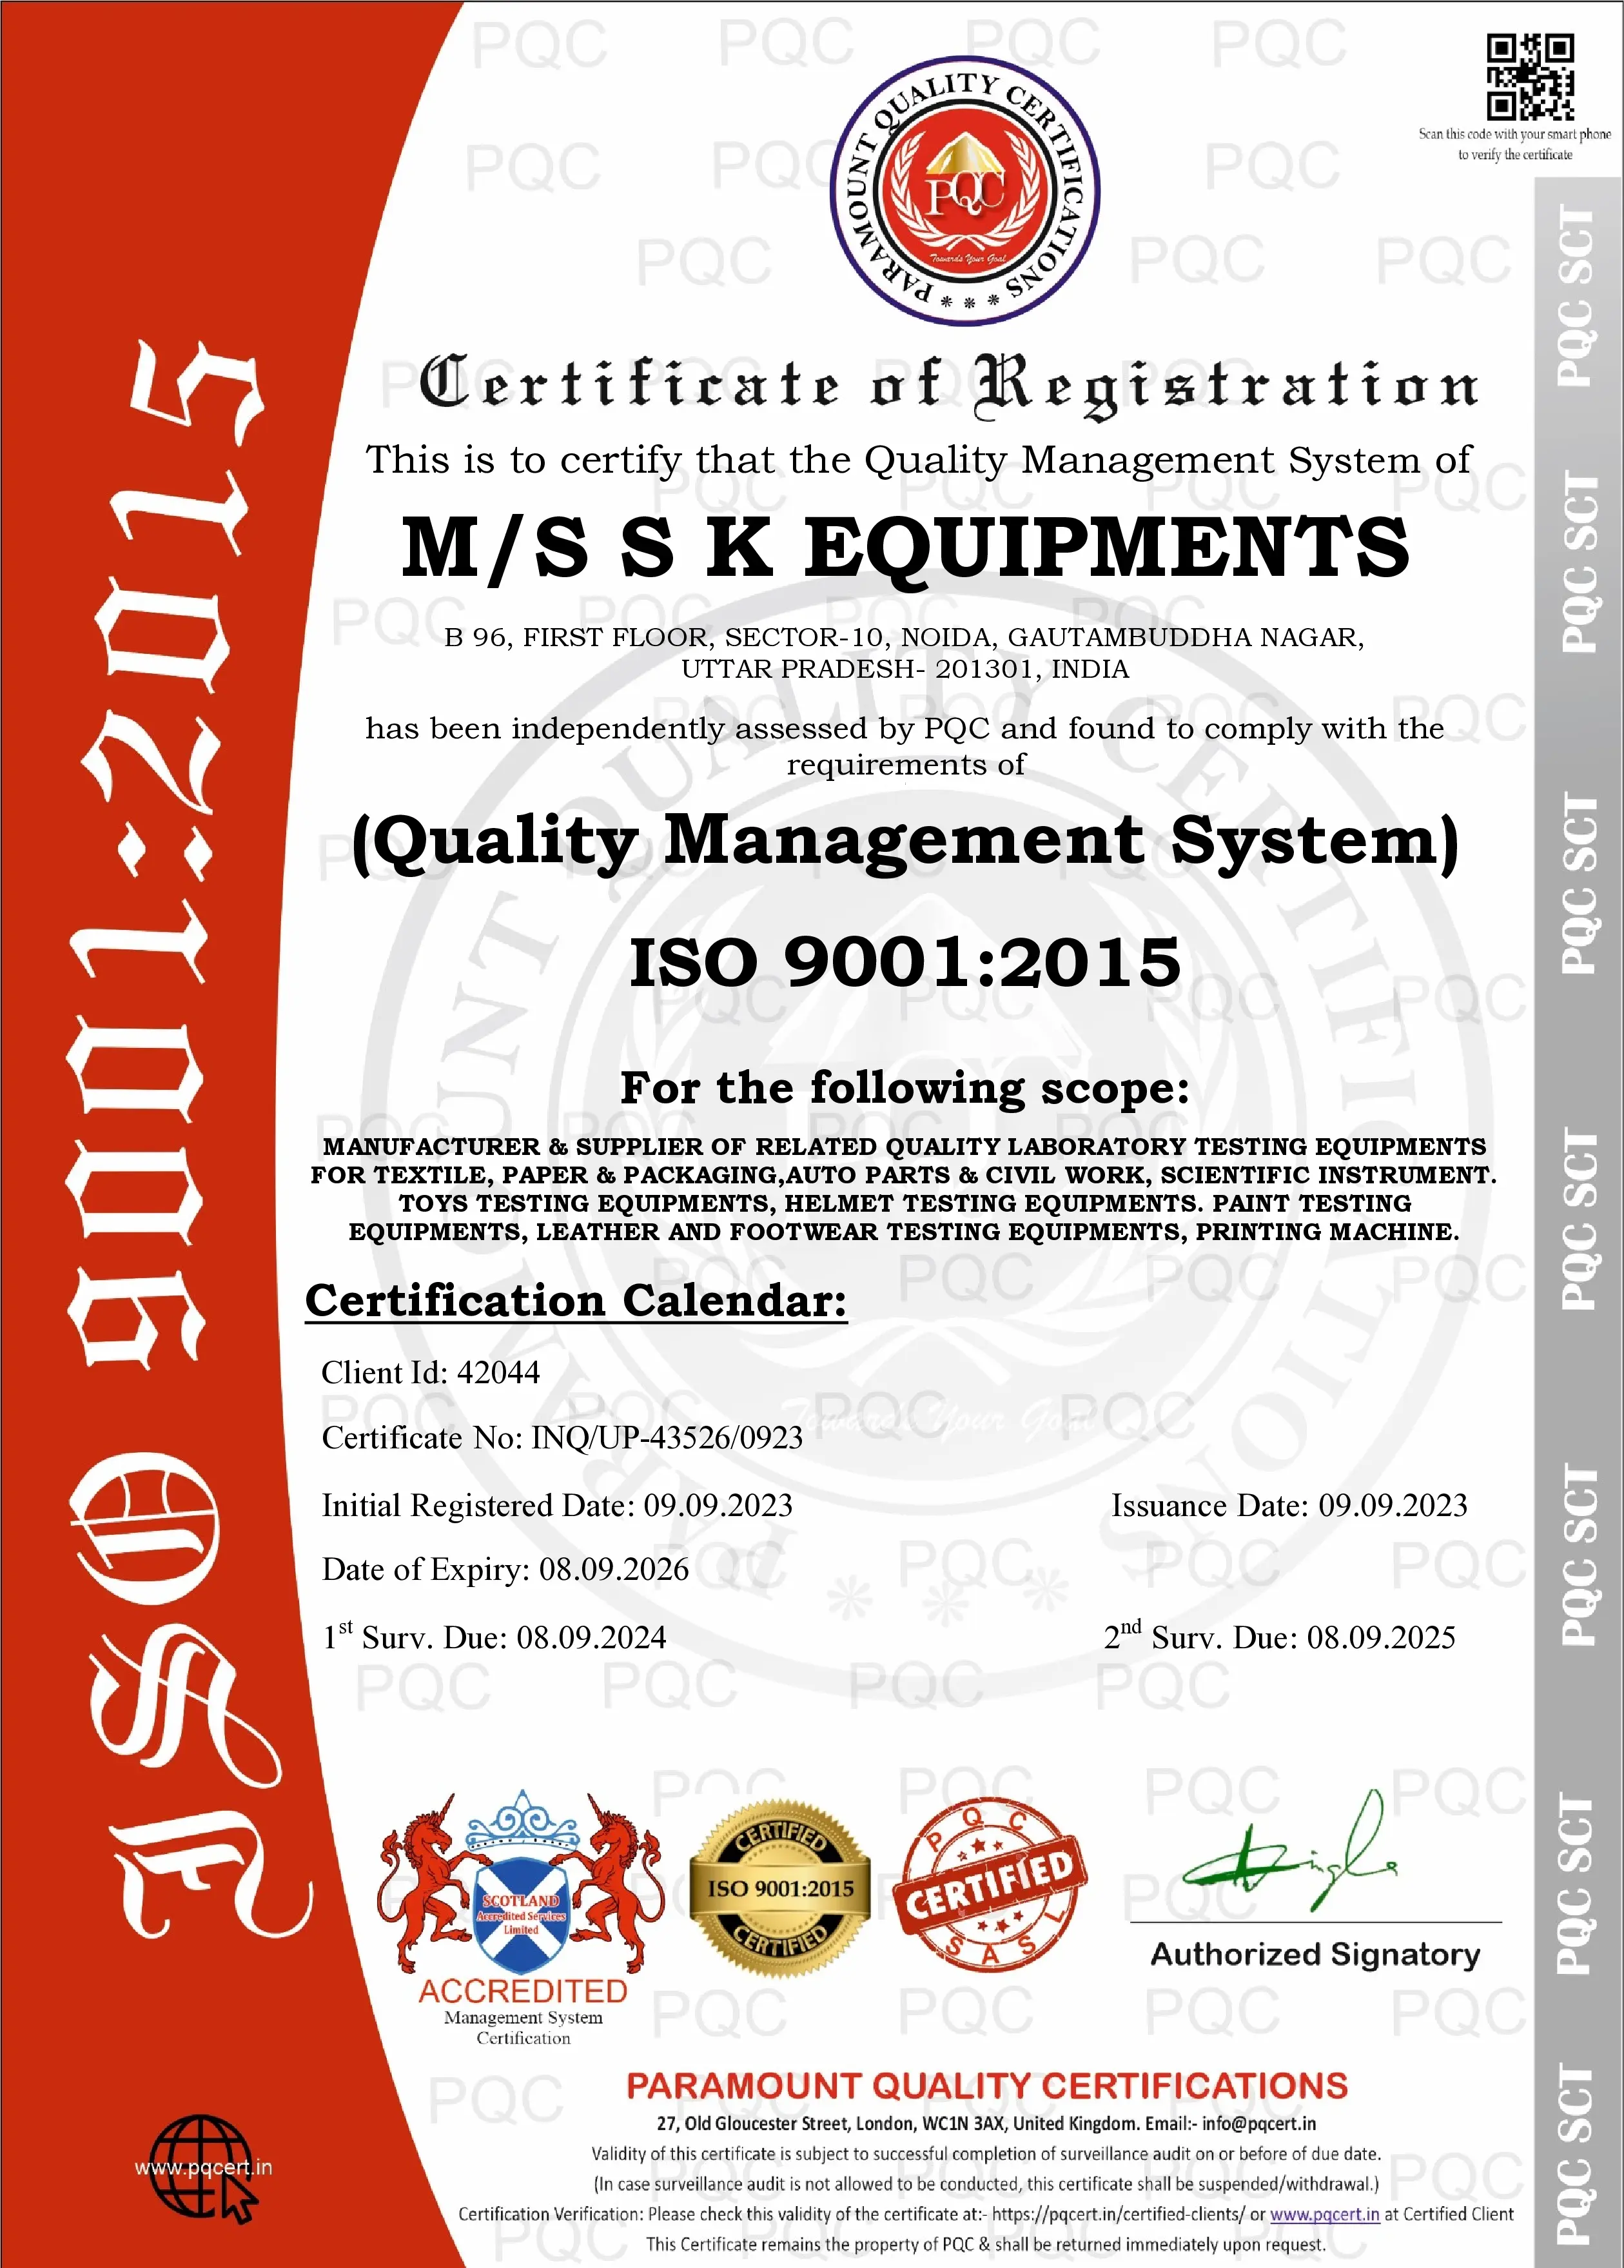 Scan this code with your smart phone
to verify the certificate
PARAMOUNT QUALITY CERTIFICATIONS
PQC
Towards Your Goal
Certificate of Registration
This is to certify that the Quality Management System of
M/S S K EQUIPMENTS
B 96, FIRST FLOOR, SECTOR-10, NOIDA, GAUTAMBUDDHA NAGAR,
UTTAR PRADESH- 201301, INDIA
has been independently assessed by PQC and found to comply with the
requirements of
(Quality Management System)
ISO 9001:2015
For the following scope:
MANUFACTURER & SUPPLIER OF RELATED QUALITY LABORATORY TESTING EQUIPMENTS
FOR TEXTILE, PAPER & PACKAGING,AUTO PARTS & CIVIL WORK, SCIENTIFIC INSTRUMENT.
TOYS TESTING EQUIPMENTS, HELMET TESTING EQUIPMENTS. PAINT TESTING
EQUIPMENTS, LEATHER AND FOOTWEAR TESTING EQUIPMENTS, PRINTING MACHINE.
Certification Calendar:
Client Id: 42044
Certificate No: INQ/UP-43526/0923
Initial Registered Date: 09.09.2023
Issuance Date: 09.09.2023
Date of Expiry: 08.09.2026
1st Surv. Due: 08.09.2024
2nd Surv. Due: 08.09.2025
SCOTLAND
Accredited Services
Limited
ACCREDITED
Management System
Certification
CERTIFIED
ISO 9001:2015
CERTIFIED
PQC
CERTIFIED
SASL
Authorized Signatory
PARAMOUNT QUALITY CERTIFICATIONS
27, Old Gloucester Street, London, WC1N 3AX, United Kingdom. Email:- info@pqcert.in
Validity of this certificate is subject to successful completion of surveillance audit on or before of due date.
(In case surveillance audit is not allowed to be conducted, this certificate shall be suspended/withdrawal.)
Certification Verification: Please check this validity of the certificate at:- https://pqcert.in/certified-clients/ or www.pqcert.in at Certified Client
This Certificate remains the property of PQC & shall be returned immediately upon request.
ISO 9001:2015
www.pqcert.in
PQC SCT
PQC SCT
PQC SCT
PQC SCT
PQC SCT
PQC SCT
PQC SCT